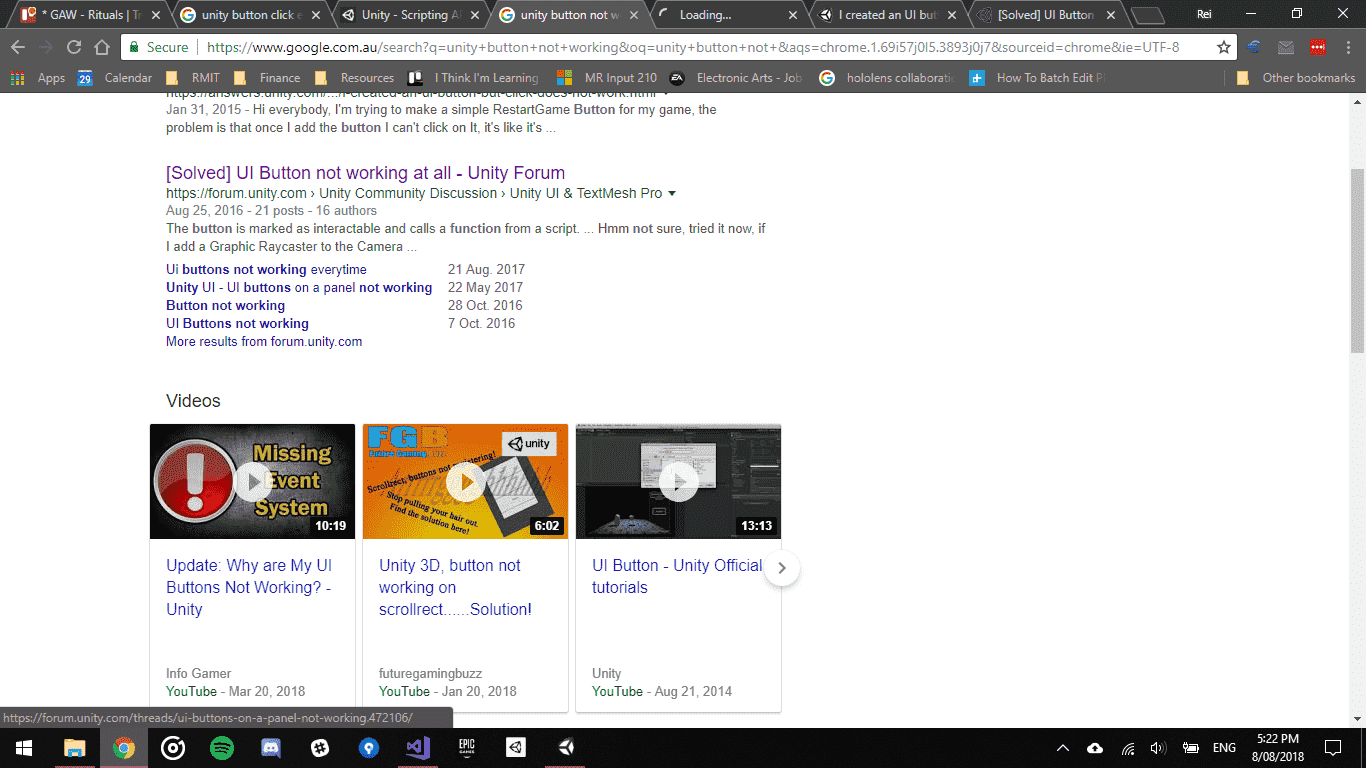 * GAW - Rituals | T
unity button click e
Unity - Scripting AP
unity button not w
Loading...
I created an UI but
[Solved] UI Button
Rei
Secure
https://www.google.com.au/search?q=unity+button+not+working&oq=unity+button+not+&aqs=chrome.1.69i57j0l5.3893j0j7&sourceid=chrome&ie=UTF-8
Apps
29
Calendar
RMIT
Finance
Resources
I Think I'm Learning
MR Input 210
EA
Electronic Arts - Job
hololens collaborati
How To Batch Edit P
Other bookmarks
https://answers.unity.com/.../i-created-an-ui-button-but-click-does-not-work.html
Jan 31, 2015 - Hi everybody, I'm trying to make a simple RestartGame Button for my game, the
problem is that once I add the button I can't click on It, it's like it's ...
[Solved] UI Button not working at all - Unity Forum
https://forum.unity.com › Unity Community Discussion › Unity UI & TextMesh Pro
Aug 25, 2016 - 21 posts - 16 authors
The button is marked as interactable and calls a function from a script. ... Hmm not sure, tried it now, if
I add a Graphic Raycaster to the Camera ...
Ui buttons not working everytime 21 Aug. 2017
Unity UI - UI buttons on a panel not working 22 May 2017
Button not working 28 Oct. 2016
UI Buttons not working 7 Oct. 2016
More results from forum.unity.com
Videos
Missing
Event
System
10:19
FGB
unity
Scrollrect, buttons not registering!
Stop pulling your hair out.
Find the solution here!
6:02
13:13
Update: Why are My UI
Buttons Not Working? -
Unity
Info Gamer
YouTube - Mar 20, 2018
Unity 3D, button not
working on
scrollrect......Solution!
futuregamingbuzz
YouTube - Jan 20, 2018
UI Button - Unity Official
tutorials
Unity
YouTube - Aug 21, 2014
https://forum.unity.com/threads/ui-buttons-on-a-panel-not-working.472106/
EPIC
GAMES
ENG
5:22 PM
8/08/2018